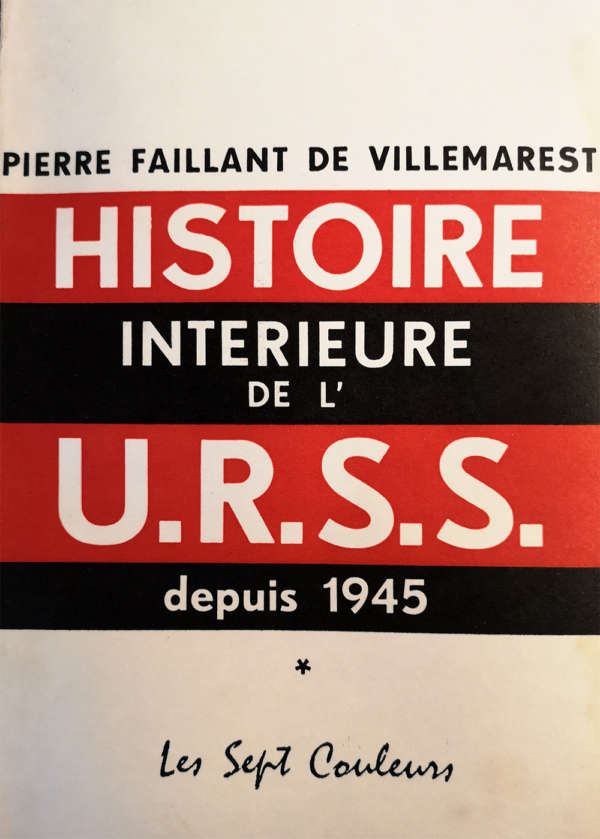 PIERRE FAILLANT DE VILLEMAREST
HISTOIRE
INTERIEURE
DE L'
U.R.S.S.
depuis 1945
*
Les Sept Couleurs